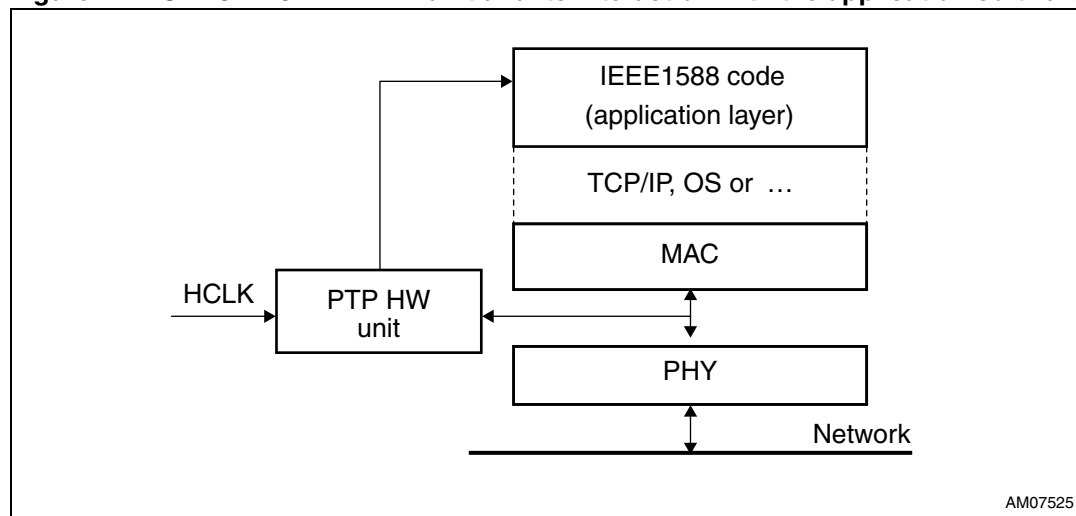 IEEE1588 code
(application layer)
TCP/IP, OS or …
MAC
HCLK
PTP HW
unit
PHY
Network
AM07525